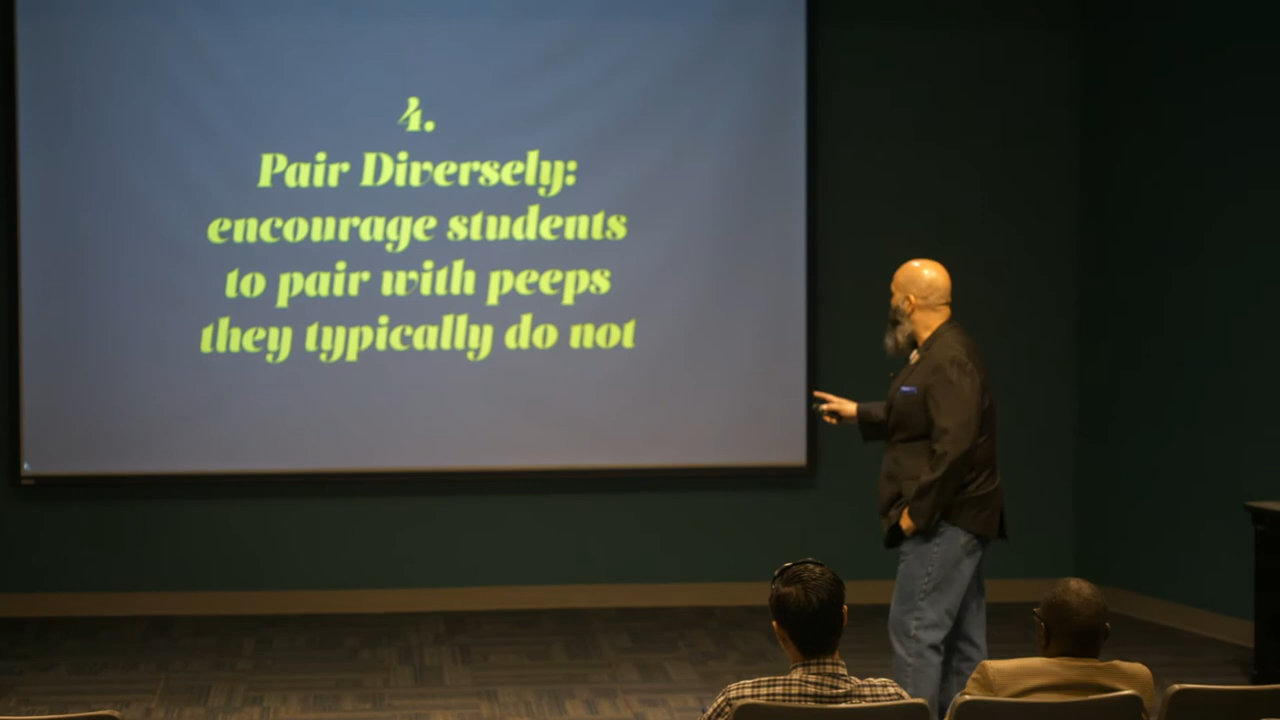 4.
Pair Diversely:
encourage students
to pair with peeps
they typically do not